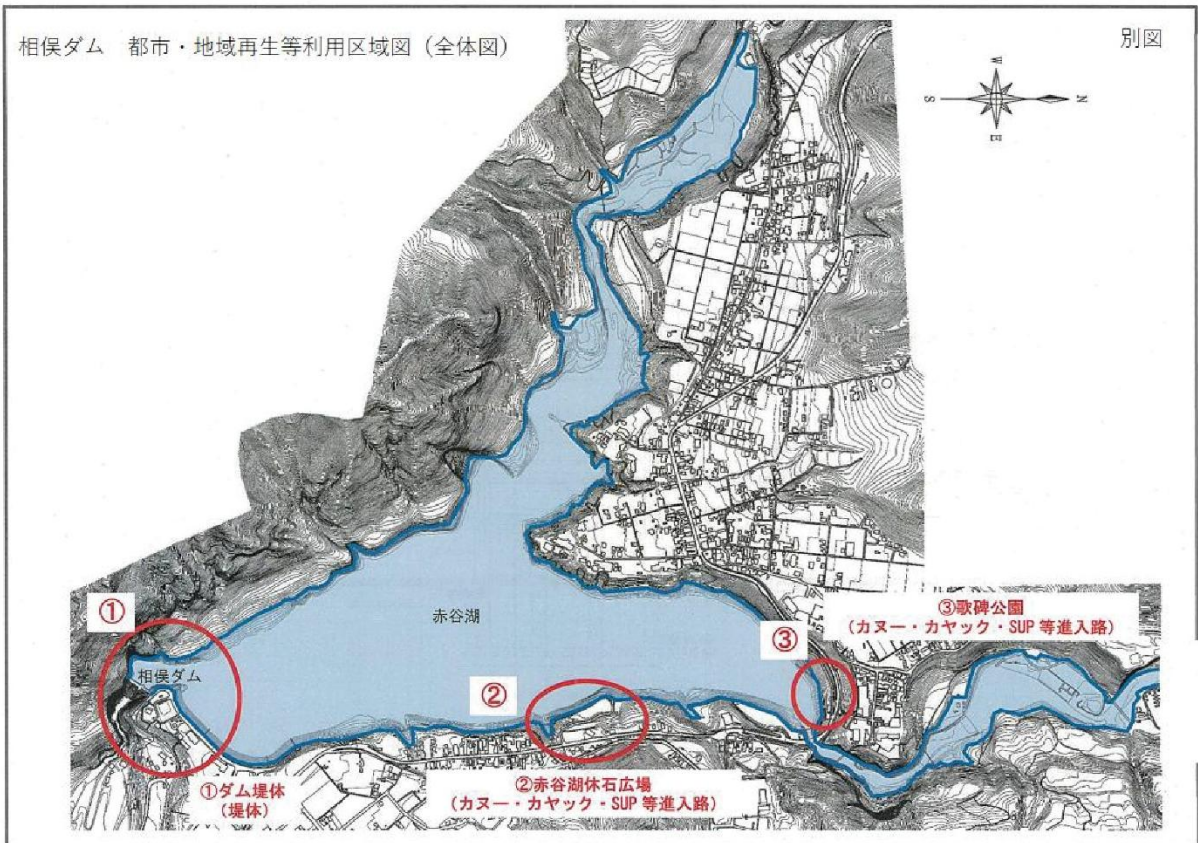 相俣ダム 都市・地域再生等利用区域図（全体図）
別図
W
S
N
E
①
赤谷湖
③歌碑公園
（カヌー・カヤック・SUP 等進入路）
③
相俣ダム
②
①ダム堤体
（堤体）
②赤谷湖休石広場
（カヌー・カヤック・SUP 等進入路）